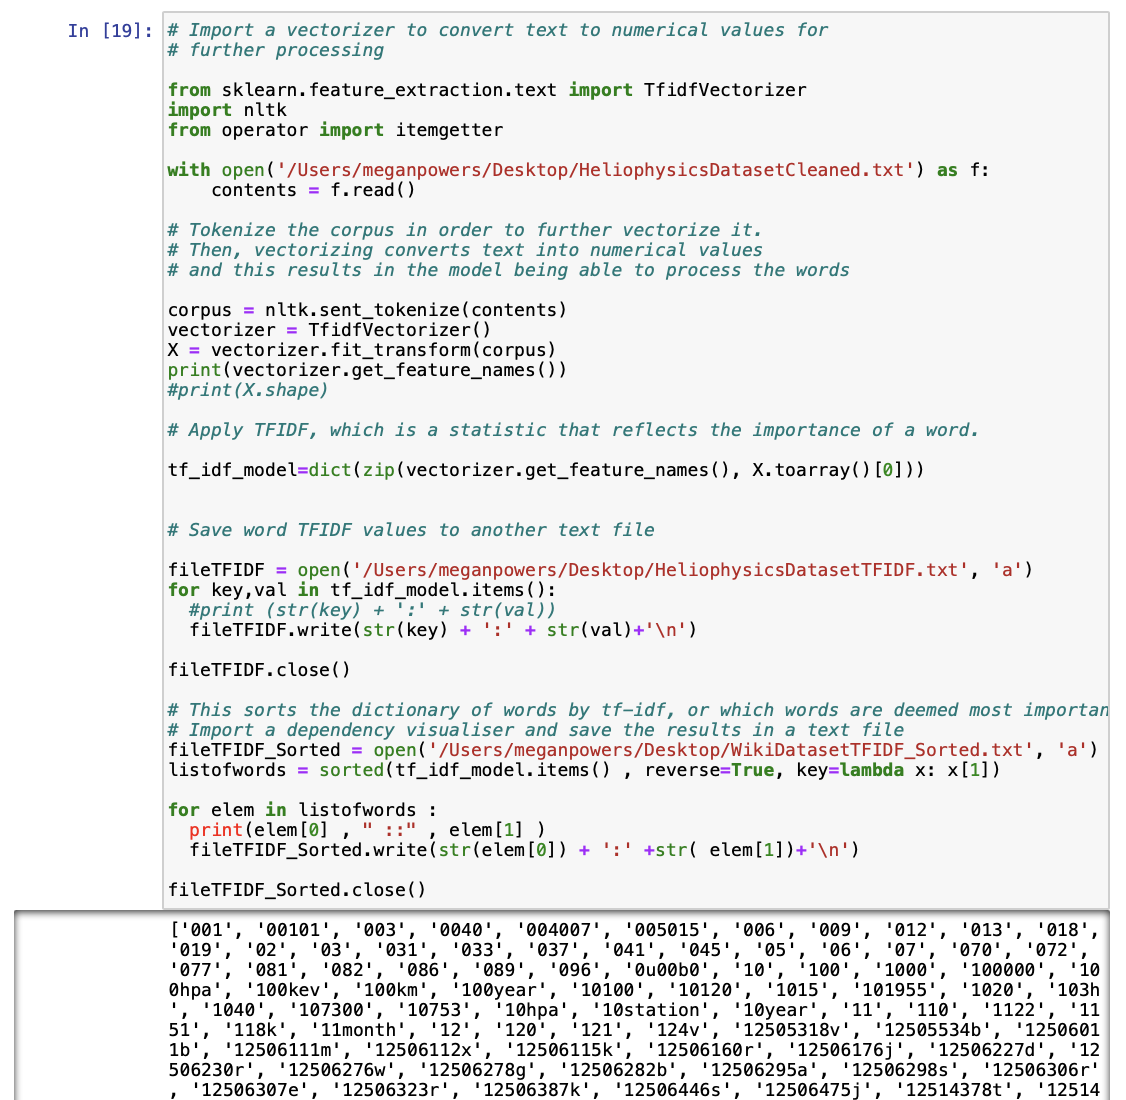 In [19]:
# Import a vectorizer to convert text to numerical values for
# further processing
from sklearn.feature_extraction.text import TfidfVectorizer
import nltk
from operator import itemgetter
with open('/Users/meganpowers/Desktop/HeliophysicsDatasetCleaned.txt') as f:
    contents = f.read()
# Tokenize the corpus in order to further vectorize it.
# Then, vectorizing converts text into numerical values
# and this results in the model being able to process the words
corpus = nltk.sent_tokenize(contents)
vectorizer = TfidfVectorizer()
X = vectorizer.fit_transform(corpus)
print(vectorizer.get_feature_names())
#print(X.shape)
# Apply TFIDF, which is a statistic that reflects the importance of a word.
tf_idf_model=dict(zip(vectorizer.get_feature_names(), X.toarray()[0]))
# Save word TFIDF values to another text file
fileTFIDF = open('/Users/meganpowers/Desktop/HeliophysicsDatasetTFIDF.txt', 'a')
for key,val in tf_idf_model.items():
  #print (str(key) + ':' + str(val))
  fileTFIDF.write(str(key) + ':' + str(val)+'\n')
fileTFIDF.close()
# This sorts the dictionary of words by tf-idf, or which words are deemed most importan
# Import a dependency visualiser and save the results in a text file
fileTFIDF_Sorted = open('/Users/meganpowers/Desktop/WikiDatasetTFIDF_Sorted.txt', 'a')
listofwords = sorted(tf_idf_model.items() , reverse=True, key=lambda x: x[1])
for elem in listofwords :
  print(elem[0] , " ::" , elem[1] )
  fileTFIDF_Sorted.write(str(elem[0]) + ':' +str( elem[1])+'\n')
fileTFIDF_Sorted.close()
['001', '00101', '003', '0040', '004007', '005015', '006', '009', '012', '013', '018',
'019', '02', '03', '031', '033', '037', '041', '045', '05', '06', '07', '070', '072',
'077', '081', '082', '086', '089', '096', '0u00b0', '10', '100', '1000', '100000', '10
0hpa', '100kev', '100km', '100year', '10100', '10120', '1015', '101955', '1020', '103h
', '1040', '107300', '10753', '10hpa', '10station', '10year', '11', '110', '1122', '11
51', '118k', '11month', '12', '120', '121', '124v', '12505318v', '12505534b', '1250601
1b', '12506111m', '12506112x', '12506115k', '12506160r', '12506176j', '12506227d', '12
506230r', '12506276w', '12506278g', '12506282b', '12506295a', '12506298s', '12506306r'
, '12506307e', '12506323r', '12506387k', '12506446s', '12506475j', '12514378t', '12514